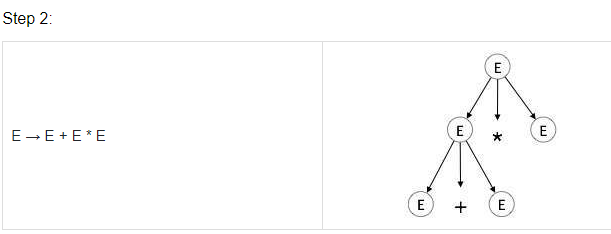 Step 2:
E → E + E * E
E
E * E
E + E